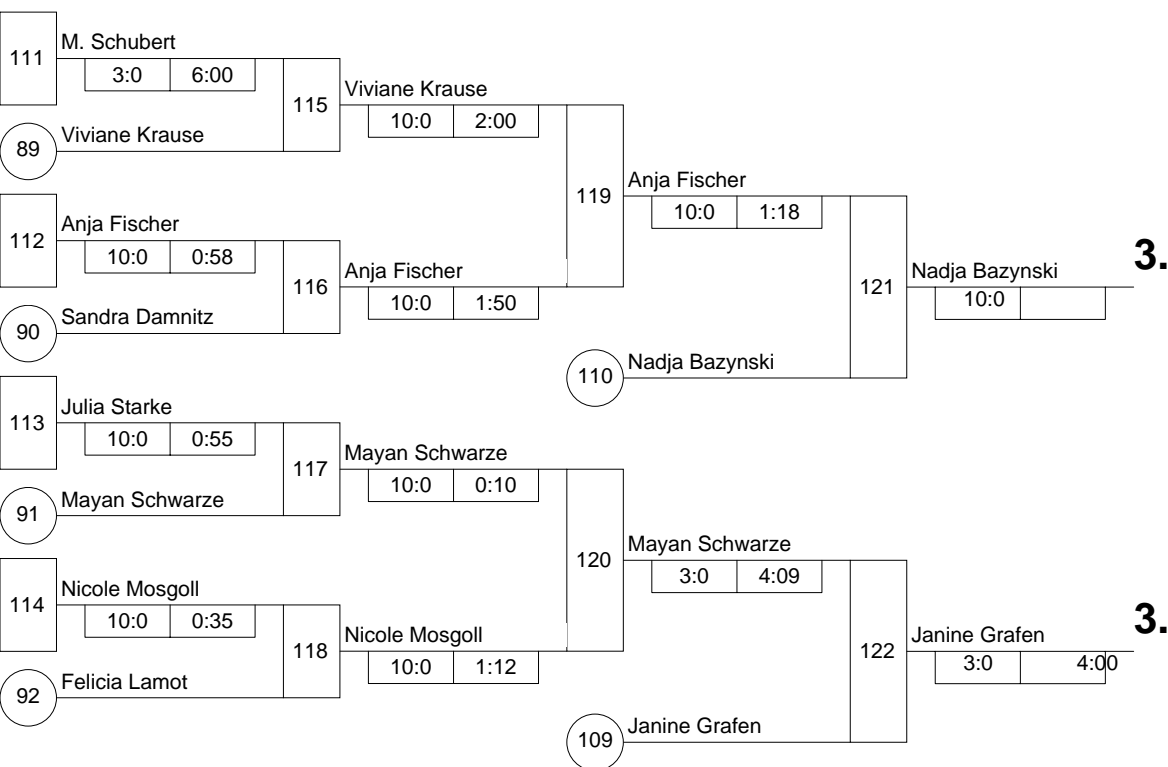 M. Schubert
111
3:0 6:00
Viviane Krause
115
10:0 2:00
Viviane Krause
89
Anja Fischer
119
10:0 1:18
Anja Fischer
112
10:0 0:58
3.
Anja Fischer
Nadja Bazynski
116
121
10:0 1:50
10:0
Sandra Damnitz
90
Nadja Bazynski
110
Julia Starke
113
10:0 0:55
Mayan Schwarze
117
10:0 0:10
Mayan Schwarze
91
Mayan Schwarze
120
3:0 4:09
Nicole Mosgoll
114
10:0 0:35
3.
Nicole Mosgoll
Janine Grafen
118
122
10:0 1:12
3:0 4:00
Felicia Lamot
92
Janine Grafen
109